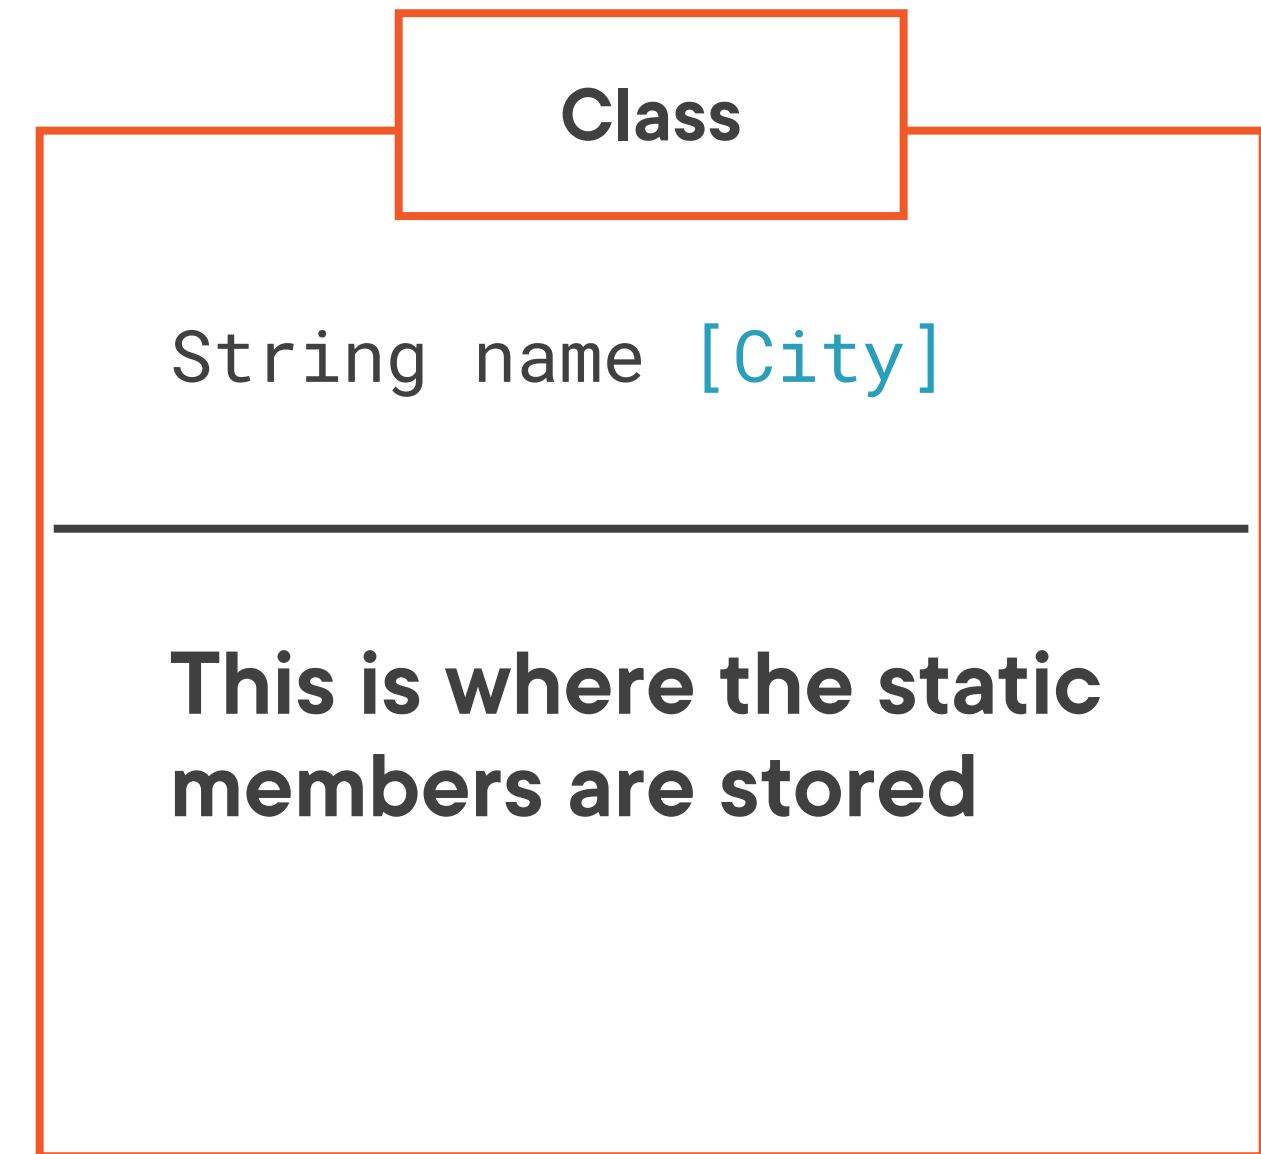 Class
String name [City]
This is where the static
members are stored